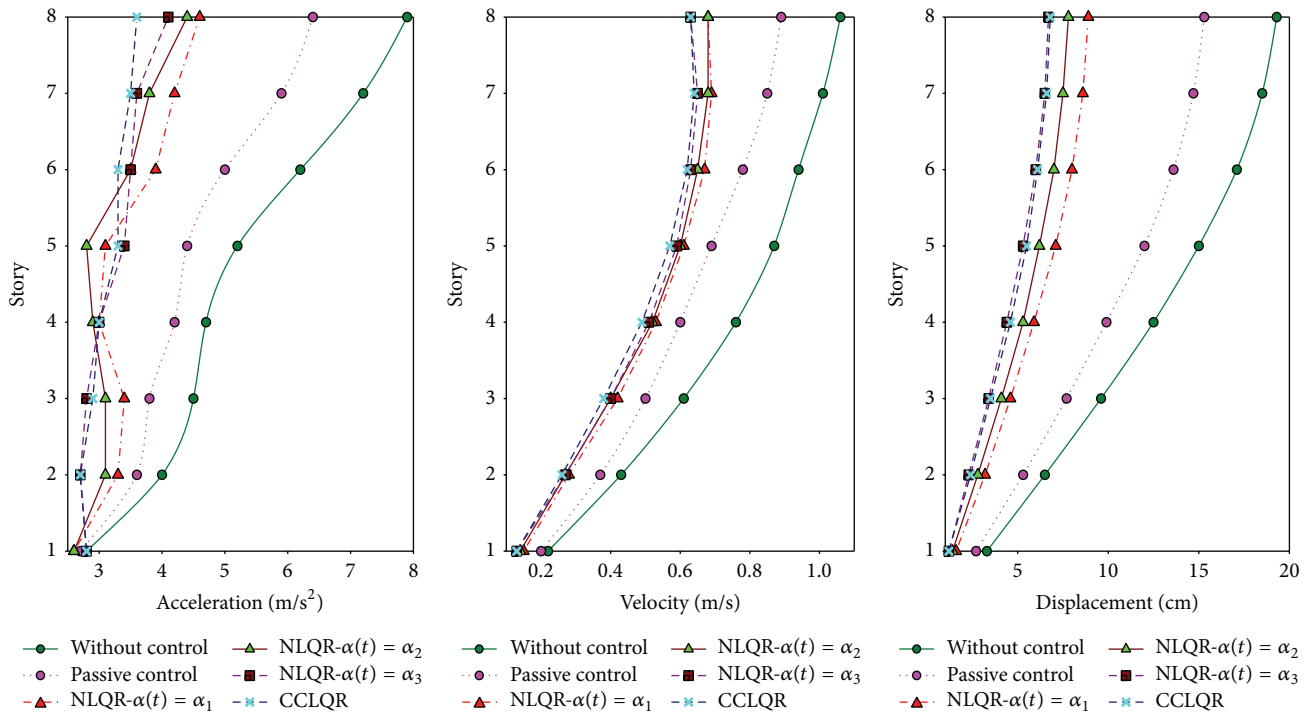 8
7
6
5
4
3
2
1
Story
3
4
5
6
7
8
Acceleration (m/s²)
8
7
6
5
4
3
2
1
Story
0.2
0.4
0.6
0.8
1.0
Velocity (m/s)
8
7
6
5
4
3
2
1
Story
5
10
15
20
Displacement (cm)
Without control
Passive control
NLQR-α(t) = α₁
NLQR-α(t) = α₂
NLQR-α(t) = α₃
CCLQR
Without control
Passive control
NLQR-α(t) = α₁
NLQR-α(t) = α₂
NLQR-α(t) = α₃
CCLQR
Without control
Passive control
NLQR-α(t) = α₁
NLQR-α(t) = α₂
NLQR-α(t) = α₃
CCLQR